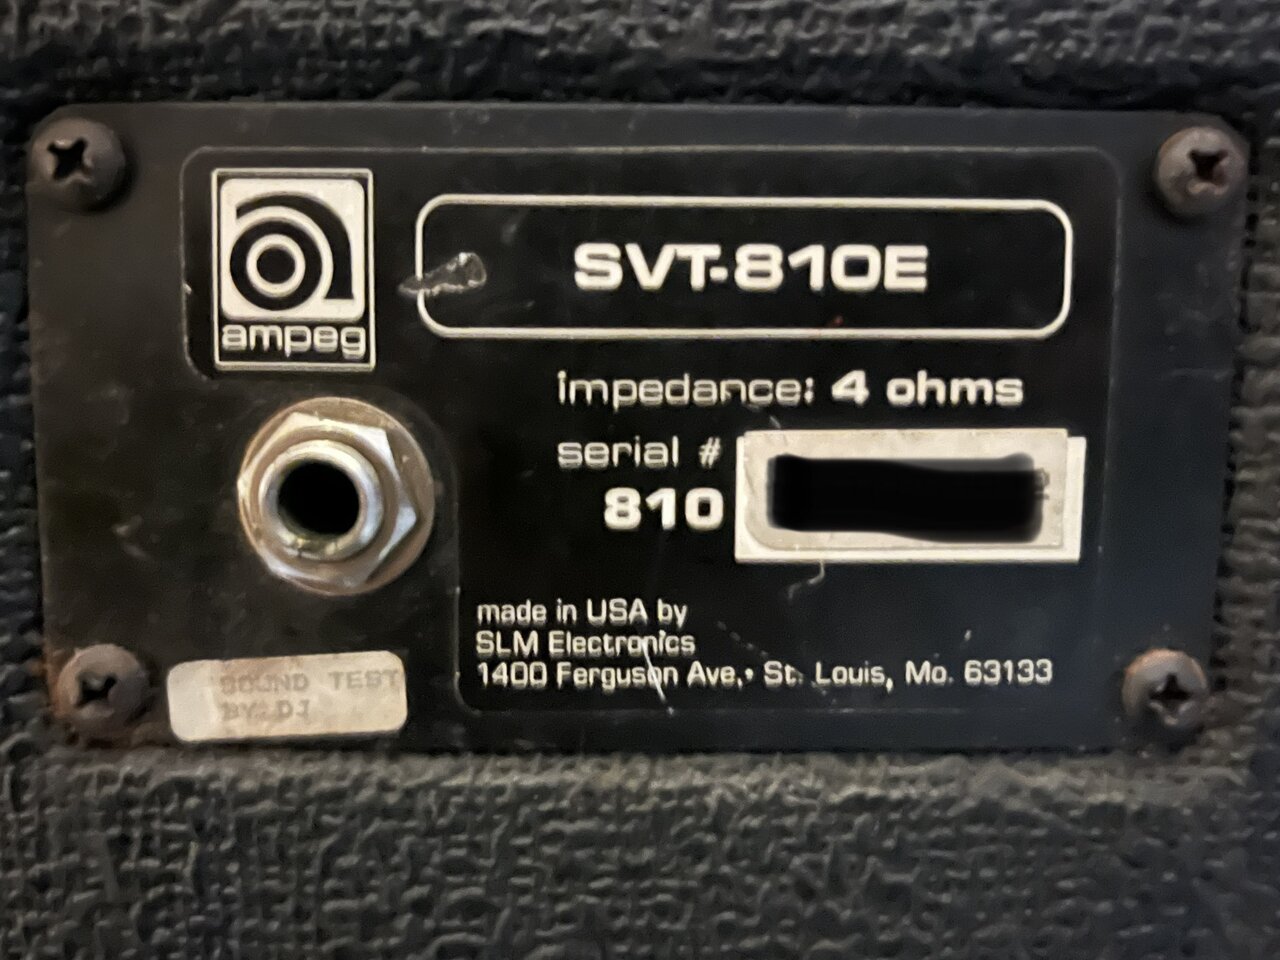 ampeg
SVT-810E
impedance: 4 ohms
serial #
810
made in USA by
SLM Electronics
1400 Ferguson Ave.• St. Louis, Mo. 63133
SOUND TEST
BY: DJ